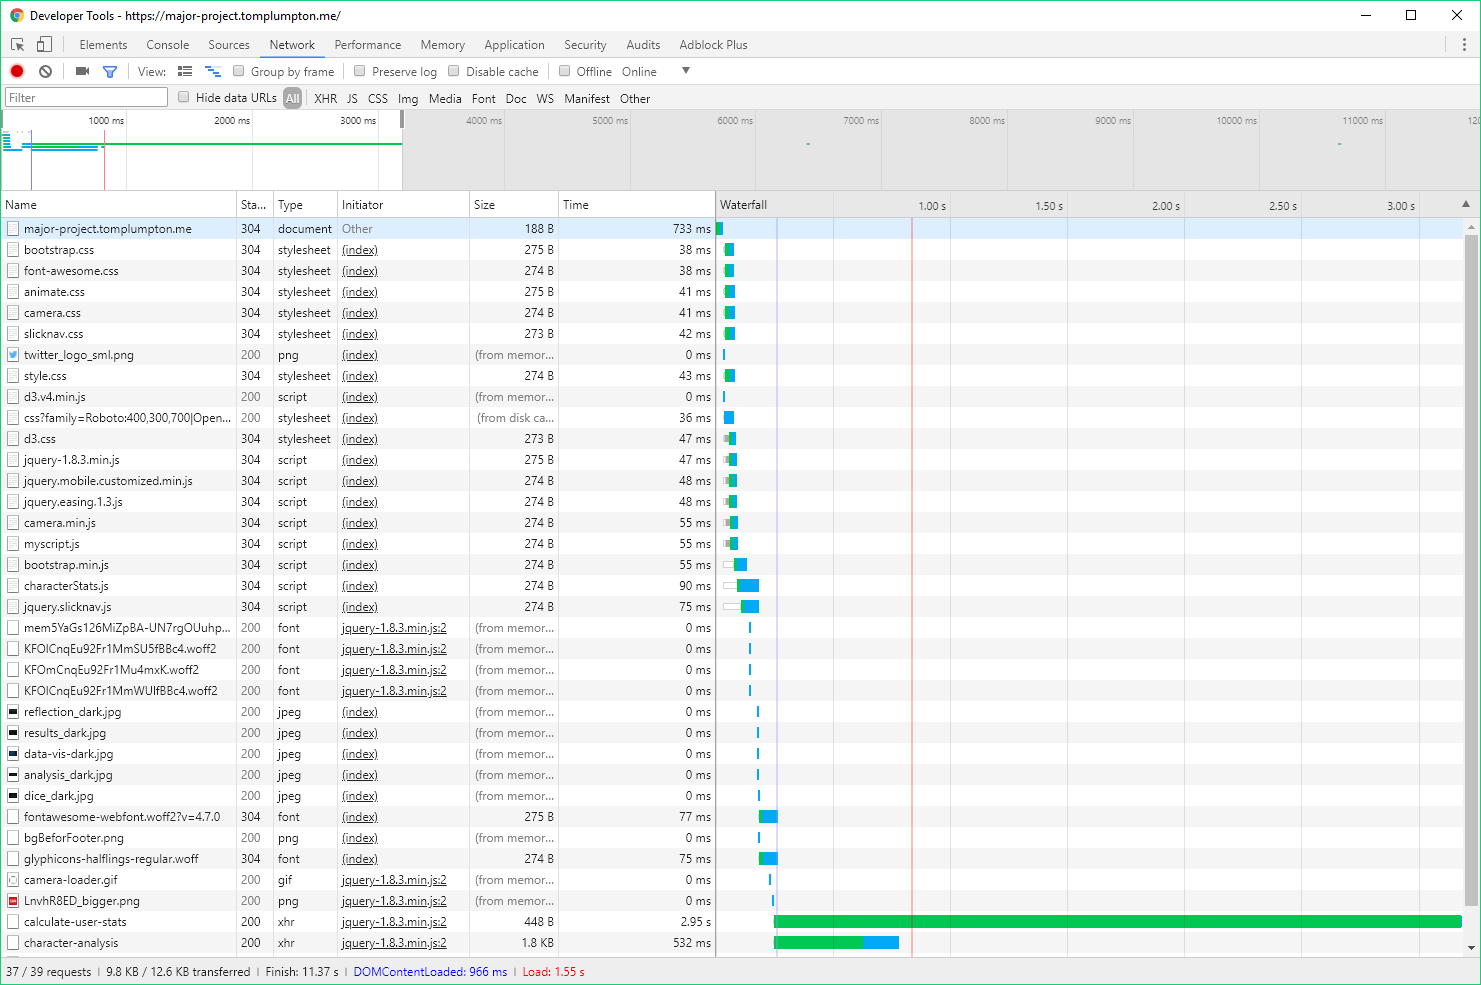 Developer Tools - https://major-project.tomplumpton.me/
Elements Console Sources Network Performance Memory Application Security Audits Adblock Plus
View: Group by frame Preserve log Disable cache Offline Online
Filter Hide data URLs All XHR JS CSS Img Media Font Doc WS Manifest Other
1000 ms 2000 ms 3000 ms 4000 ms 5000 ms 6000 ms 7000 ms 8000 ms 9000 ms 10000 ms 11000 ms 120
Name Sta... Type Initiator Size Time Waterfall 1.00 s 1.50 s 2.00 s 2.50 s 3.00 s
major-project.tomplumpton.me 304 document Other 188 B 733 ms
bootstrap.css 304 stylesheet (index) 275 B 38 ms
font-awesome.css 304 stylesheet (index) 274 B 38 ms
animate.css 304 stylesheet (index) 275 B 41 ms
camera.css 304 stylesheet (index) 274 B 41 ms
slicknav.css 304 stylesheet (index) 273 B 42 ms
twitter_logo_sml.png 200 png (index) (from memor... 0 ms
style.css 304 stylesheet (index) 274 B 43 ms
d3.v4.min.js 200 script (index) (from memor... 0 ms
css?family=Roboto:400,300,700|Open... 200 stylesheet (index) (from disk ca... 36 ms
d3.css 304 stylesheet (index) 273 B 47 ms
jquery-1.8.3.min.js 304 script (index) 275 B 47 ms
jquery.mobile.customized.min.js 304 script (index) 274 B 48 ms
jquery.easing.1.3.js 304 script (index) 274 B 48 ms
camera.min.js 304 script (index) 274 B 55 ms
myscript.js 304 script (index) 274 B 55 ms
bootstrap.min.js 304 script (index) 274 B 55 ms
characterStats.js 304 script (index) 274 B 90 ms
jquery.slicknav.js 304 script (index) 274 B 75 ms
mem5YaGs126MiZpBA-UN7rgOUuhp... 200 font jquery-1.8.3.min.js:2 (from memor... 0 ms
KFOlCnqEu92Fr1MmSU5fBBc4.woff2 200 font jquery-1.8.3.min.js:2 (from memor... 0 ms
KFOmCnqEu92Fr1Mu4mxK.woff2 200 font jquery-1.8.3.min.js:2 (from memor... 0 ms
KFOlCnqEu92Fr1MmWUlfBBc4.woff2 200 font jquery-1.8.3.min.js:2 (from memor... 0 ms
reflection_dark.jpg 200 jpeg (index) (from memor... 0 ms
results_dark.jpg 200 jpeg (index) (from memor... 0 ms
data-vis-dark.jpg 200 jpeg (index) (from memor... 0 ms
analysis_dark.jpg 200 jpeg (index) (from memor... 0 ms
dice_dark.jpg 200 jpeg (index) (from memor... 0 ms
fontawesome-webfont.woff2?v=4.7.0 304 font (index) 275 B 77 ms
bgBeforFooter.png 200 png (index) (from memor... 0 ms
glyphicons-halflings-regular.woff 304 font (index) 274 B 75 ms
camera-loader.gif 200 gif jquery-1.8.3.min.js:2 (from memor... 0 ms
LnvhR8ED_bigger.png 200 png jquery-1.8.3.min.js:2 (from memor... 0 ms
calculate-user-stats 200 xhr jquery-1.8.3.min.js:2 448 B 2.95 s
character-analysis 200 xhr jquery-1.8.3.min.js:2 1.8 KB 532 ms
37 / 39 requests | 9.8 KB / 12.6 KB transferred | Finish: 11.37 s | DOMContentLoaded: 966 ms | Load: 1.55 s